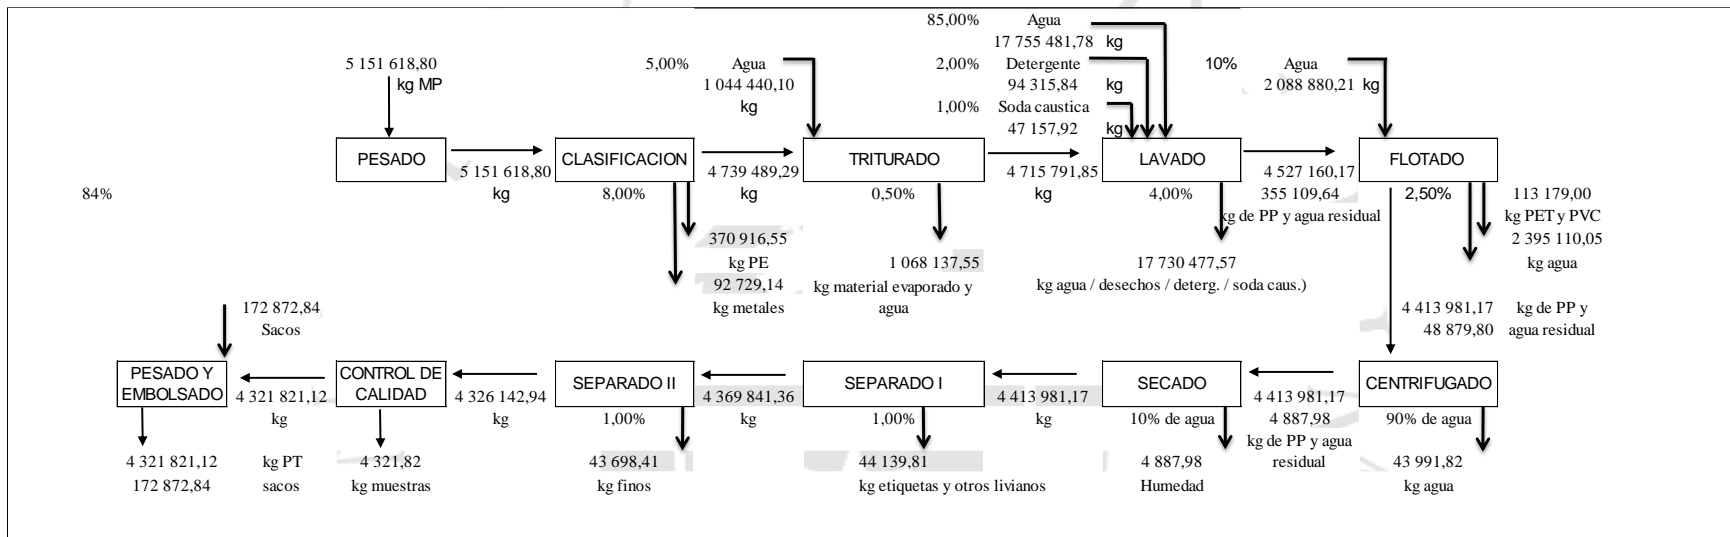 85,00% Agua
17 755 481,78 kg
5 151 618,80 5,00% Agua 2,00% Detergente 10% Agua
kg MP 1 044 440,10 94 315,84 kg 2 088 880,21 kg
kg 1,00% Soda caustica
47 157,92 kg
PESADO CLASIFICACION TRITURADO LAVADO FLOTADO
5 151 618,80 4 739 489,29 4 715 791,85 4 527 160,17
84% kg 8,00% kg 0,50% kg 4,00% 355 109,64 2,50% 113 179,00
kg de PP y agua residual kg PET y PVC
370 916,55 2 395 110,05
kg PE 1 068 137,55 17 730 477,57 kg agua
92 729,14 kg material evaporado y kg agua / desechos / deterg. / soda caus.)
172 872,84 kg metales agua 4 413 981,17 kg de PP y
Sacos 48 879,80 agua residual
PESADO Y EMBOLSADO CONTROL DE CALIDAD SEPARADO II SEPARADO I SECADO CENTRIFUGADO
4 321 821,12 4 326 142,94 4 369 841,36 4 413 981,17 4 413 981,17
kg kg 1,00% kg 1,00% kg 10% de agua 4 887,98 90% de agua
kg de PP y agua
4 321 821,12 kg PT 4 321,82 43 698,41 44 139,81 4 887,98 residual 43 991,82
172 872,84 sacos kg muestras kg finos kg etiquetas y otros livianos Humedad kg agua